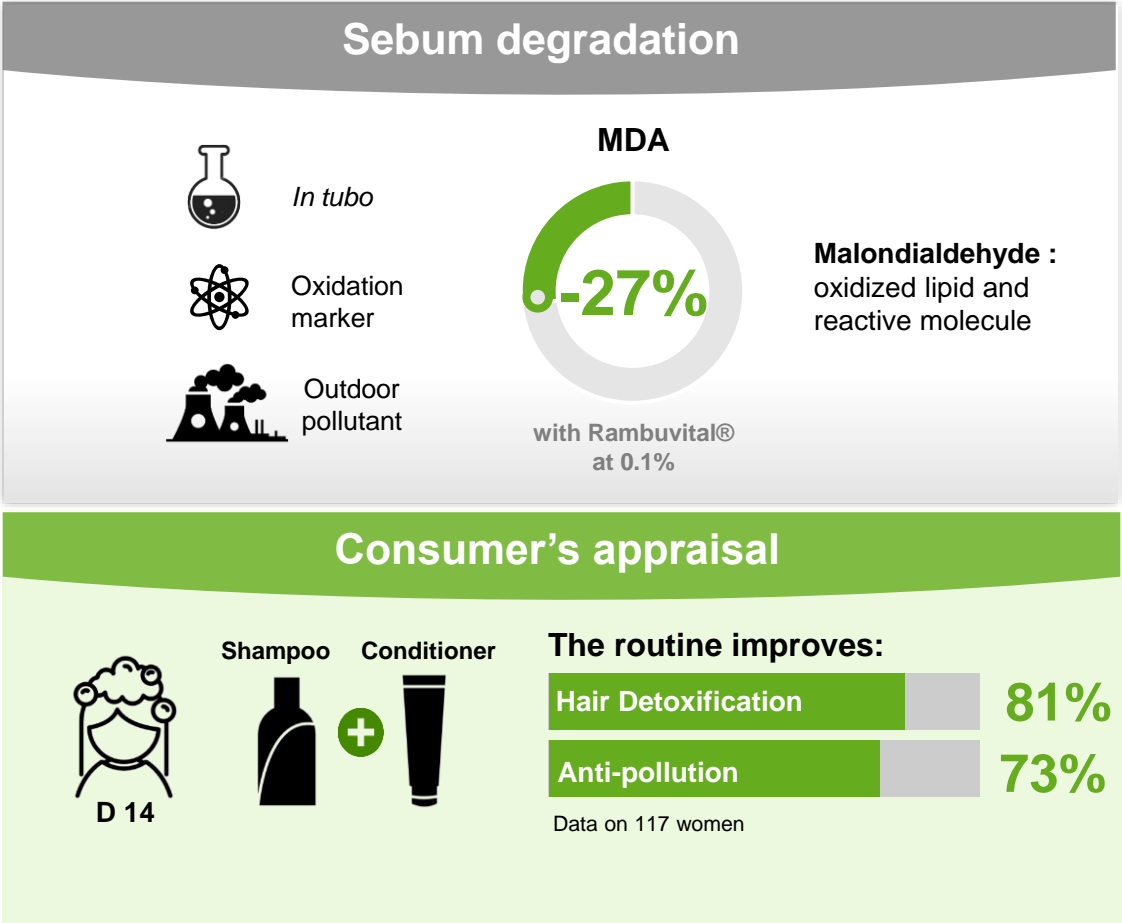 Sebum degradation
MDA
In tubo
Oxidation
marker
Outdoor
pollutant
-27%
with Rambuvital®
at 0.1%
Malondialdehyde :
oxidized lipid and
reactive molecule
Consumer’s appraisal
Shampoo
Conditioner
D 14
The routine improves:
Hair Detoxification 81%
Anti-pollution 73%
Data on 117 women